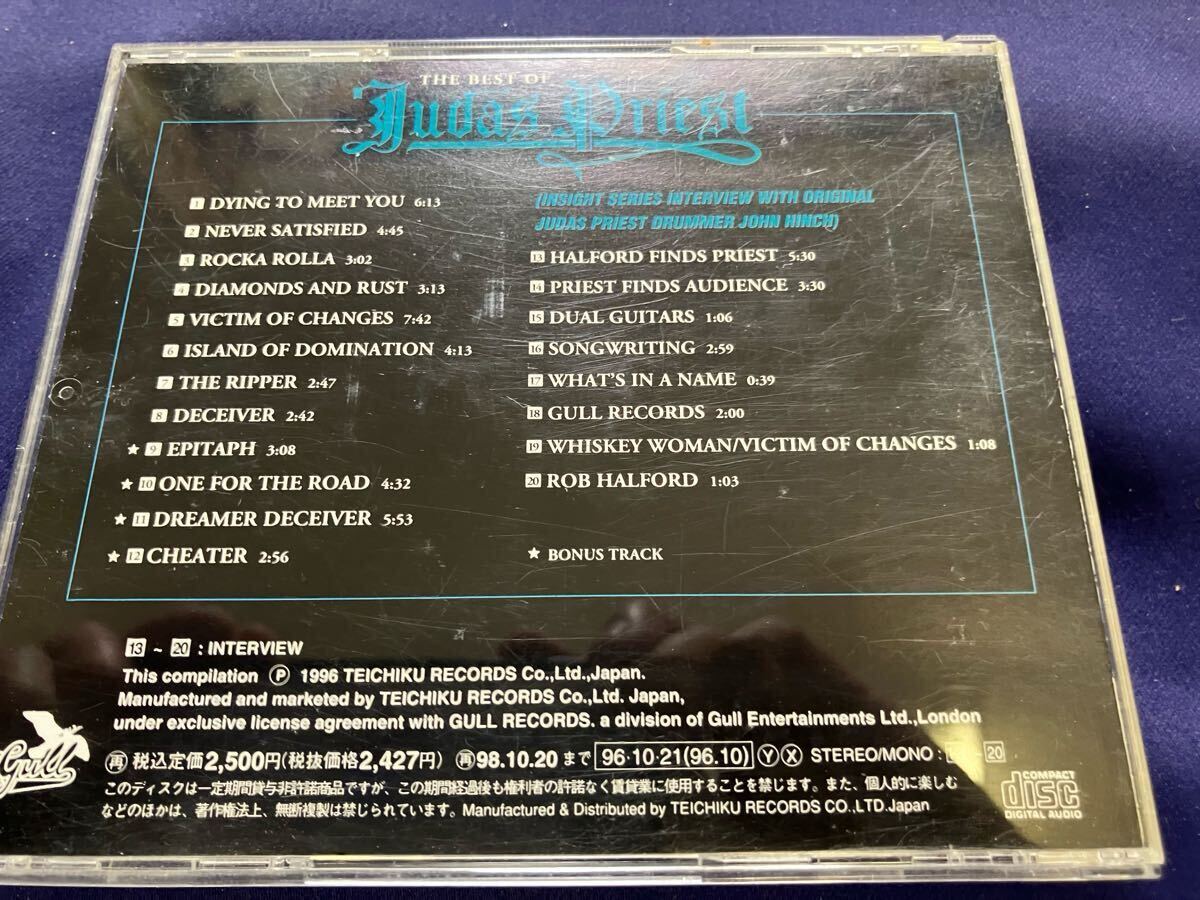 THE BEST OF
Judas Priest
1 DYING TO MEET YOU 6:13
2 NEVER SATISFIED 4:45
3 ROCKA ROLLA 3:02
4 DIAMONDS AND RUST 3:13
5 VICTIM OF CHANGES 7:42
6 ISLAND OF DOMINATION 4:13
7 THE RIPPER 2:47
8 DECEIVER 2:42
★ 9 EPITAPH 3:08
★ 10 ONE FOR THE ROAD 4:32
★ 11 DREAMER DECEIVER 5:53
★ 12 CHEATER 2:56
(INSIGHT SERIES INTERVIEW WITH ORIGINAL
JUDAS PRIEST DRUMMER JOHN HINCH)
13 HALFORD FINDS PRIEST 5:30
14 PRIEST FINDS AUDIENCE 3:30
15 DUAL GUITARS 1:06
16 SONGWRITING 2:59
17 WHAT'S IN A NAME 0:39
18 GULL RECORDS 2:00
19 WHISKEY WOMAN/VICTIM OF CHANGES 1:08
20 ROB HALFORD 1:03
★ BONUS TRACK
13 ~ 20 : INTERVIEW
This compilation Ⓟ 1996 TEICHIKU RECORDS Co.,Ltd.,Japan.
Manufactured and marketed by TEICHIKU RECORDS Co.,Ltd. Japan,
under exclusive license agreement with GULL RECORDS. a division of Gull Entertainments Ltd.,London
Gull
再 税込定価2,500円(税抜価格2,427円) 再98.10.20 まで 96·10·21(96.10) Ⓨ Ⓧ STEREO/MONO : 20
このディスクは一定期間貸与非許諾商品ですが、この期間経過後も権利者の許諾なく賃貸業に使用することを禁じます。また、個人的に楽しむ
などのほかは、著作権法上、無断複製は禁じられています。Manufactured & Distributed by TEICHIKU RECORDS CO.,LTD.Japan
COMPACT
disc
DIGITAL AUDIO